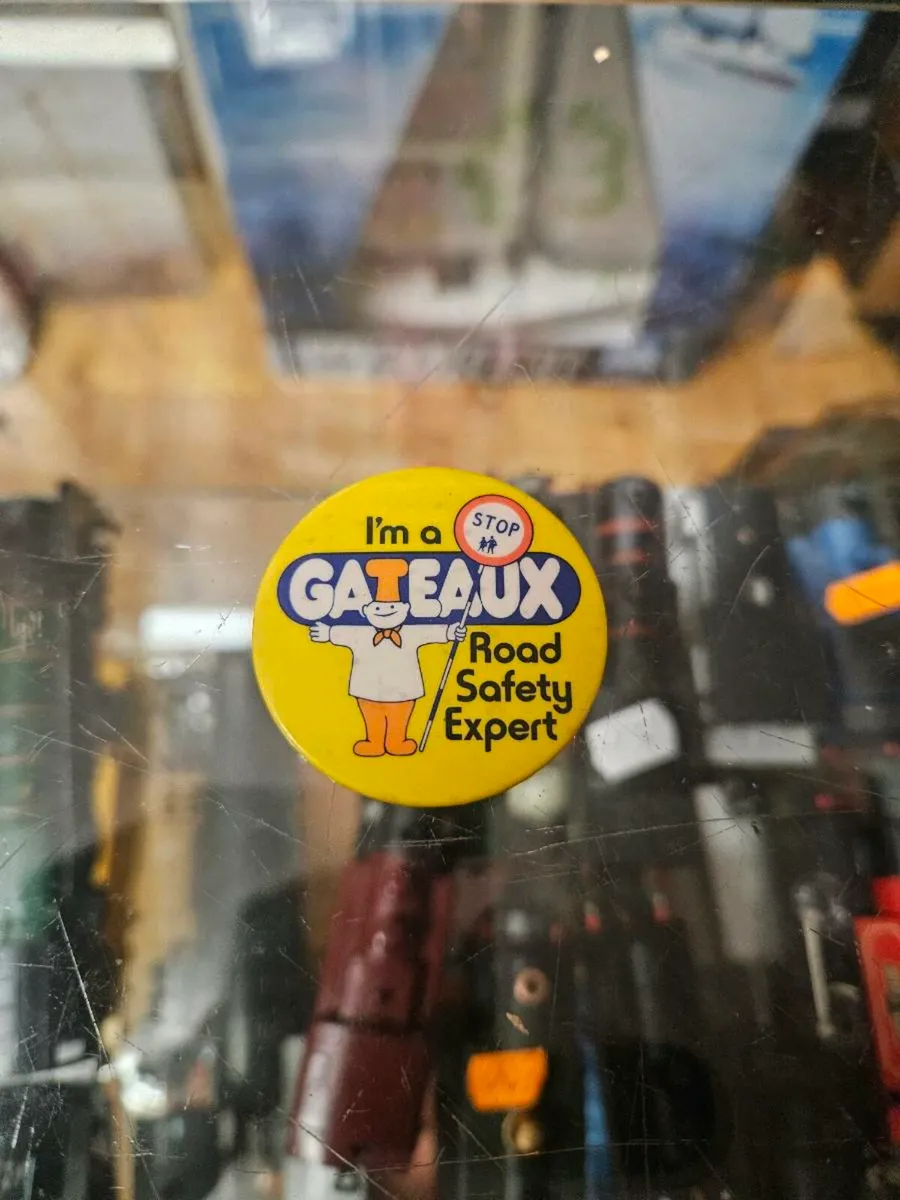 I'm a
STOP
GATEAUX
Road
Safety
Expert